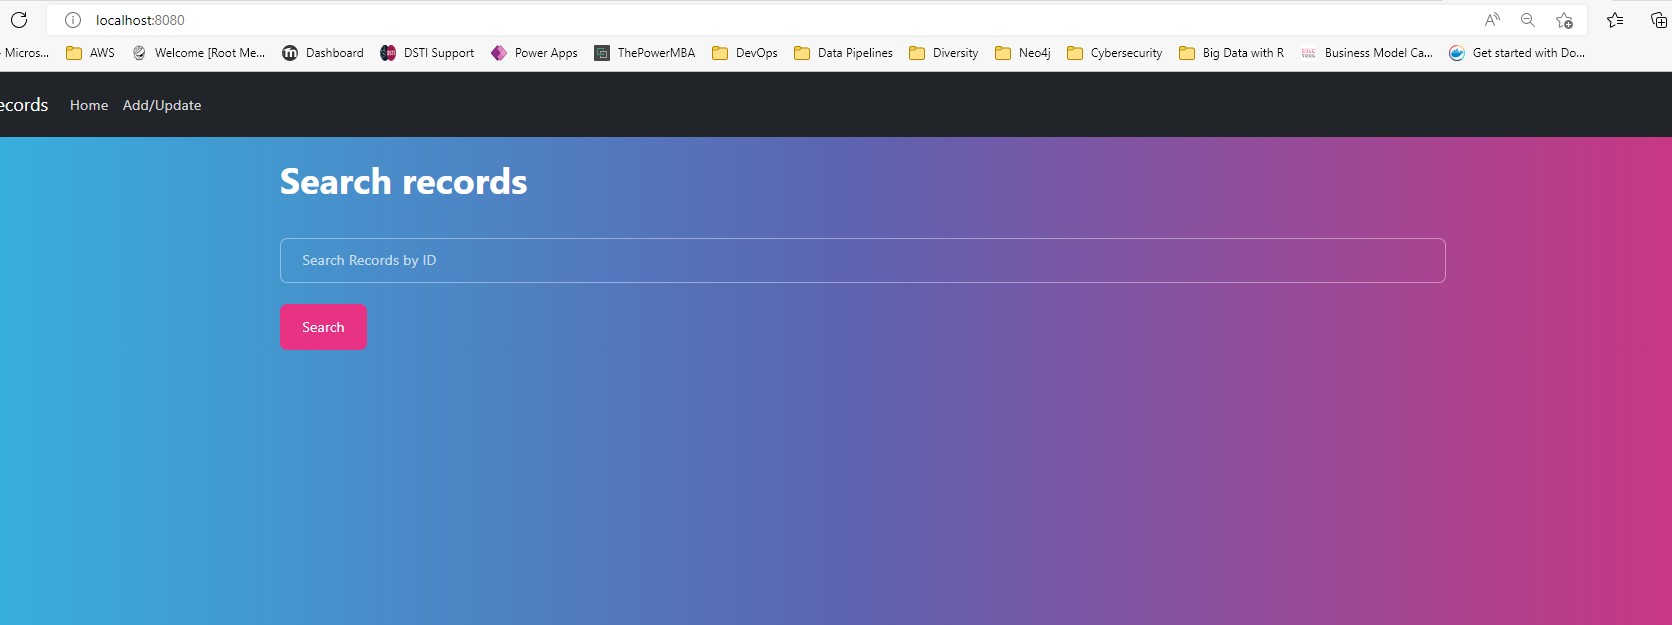 localhost:8080
- Micros... AWS Welcome [Root Me... Dashboard DSTI Support Power Apps ThePowerMBA DevOps Data Pipelines Diversity Neo4j Cybersecurity Big Data with R Business Model Ca... Get started with Do...
ecords Home Add/Update
Search records
Search Records by ID
Search